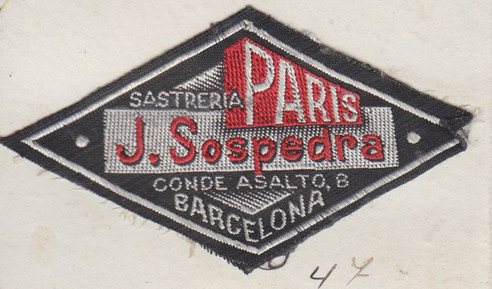 SASTRERIA PARIS
J. Sospedra
CONDE ASALTO, 8
BARCELONA
47